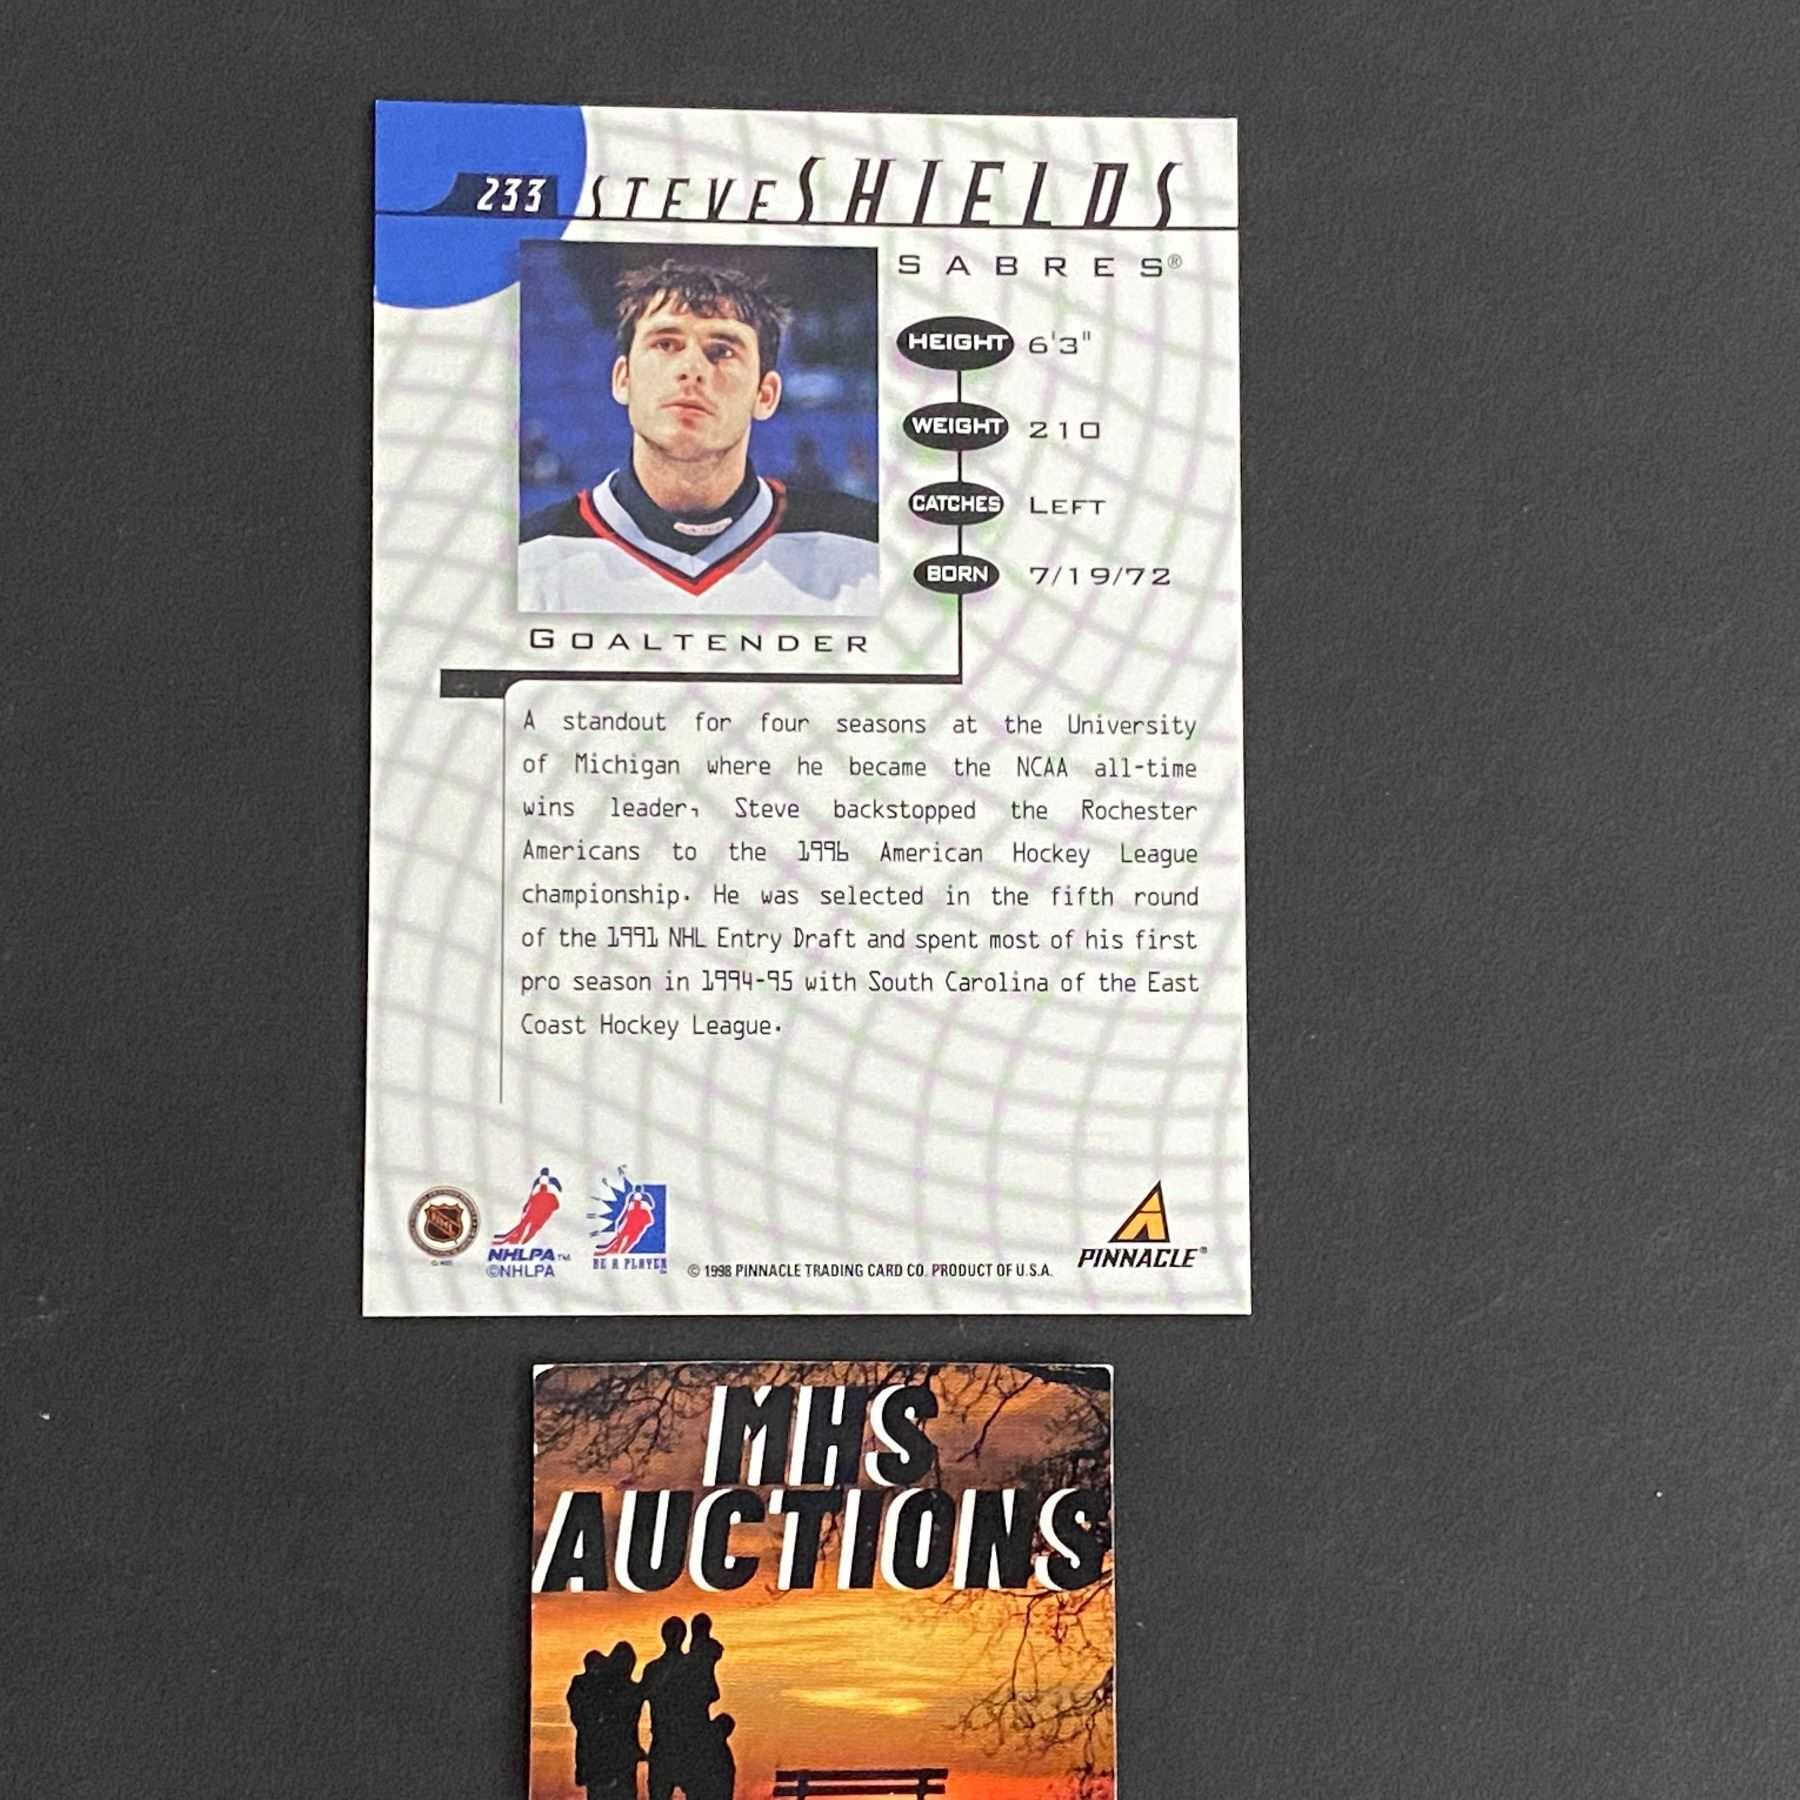 233 STEVE SHIELDS
SABRES®
HEIGHT 6'3"
WEIGHT 210
CATCHES LEFT
BORN 7/19/72
GOALTENDER
A standout for four seasons at the University
of Michigan where he became the NCAA all-time
wins leader, Steve backstopped the Rochester
Americans to the 1996 American Hockey League
championship. He was selected in the fifth round
of the 1991 NHL Entry Draft and spent most of his first
pro season in 1994-95 with South Carolina of the East
Coast Hockey League.
NHL
NHLPA™
©NHLPA
BE A PLAYER
© 1998 PINNACLE TRADING CARD CO. PRODUCT OF U.S.A.
PINNACLE®
MHS
AUCTIONS